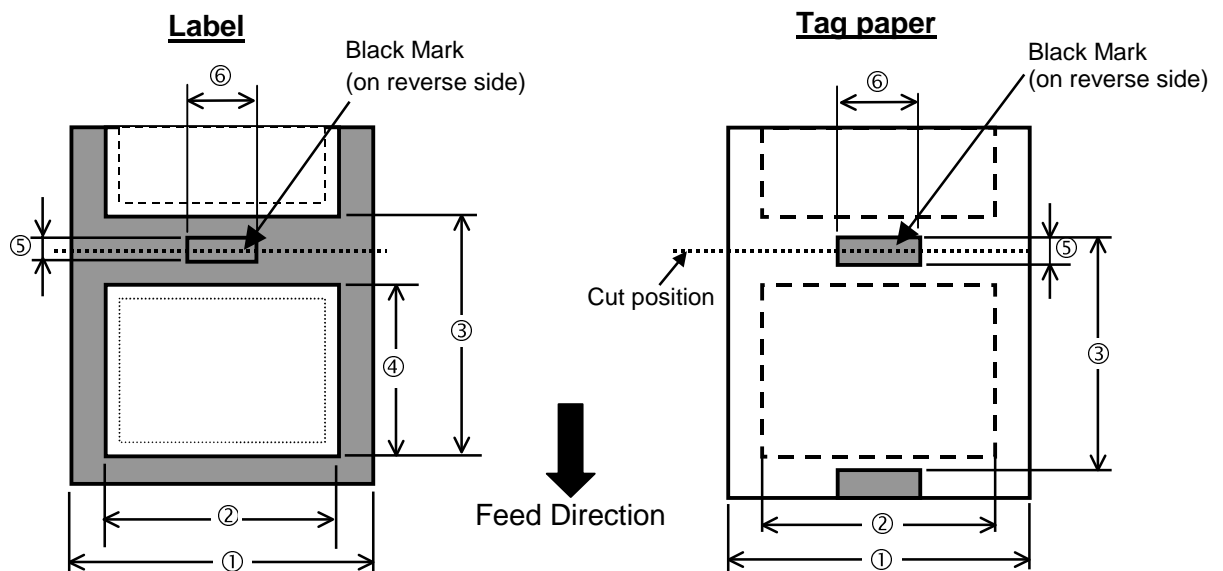 Label
Black Mark
(on reverse side)
⑥
⑤
③
④
②
①
Feed Direction
Tag paper
Black Mark
(on reverse side)
⑥
⑤
Cut position
③
②
①